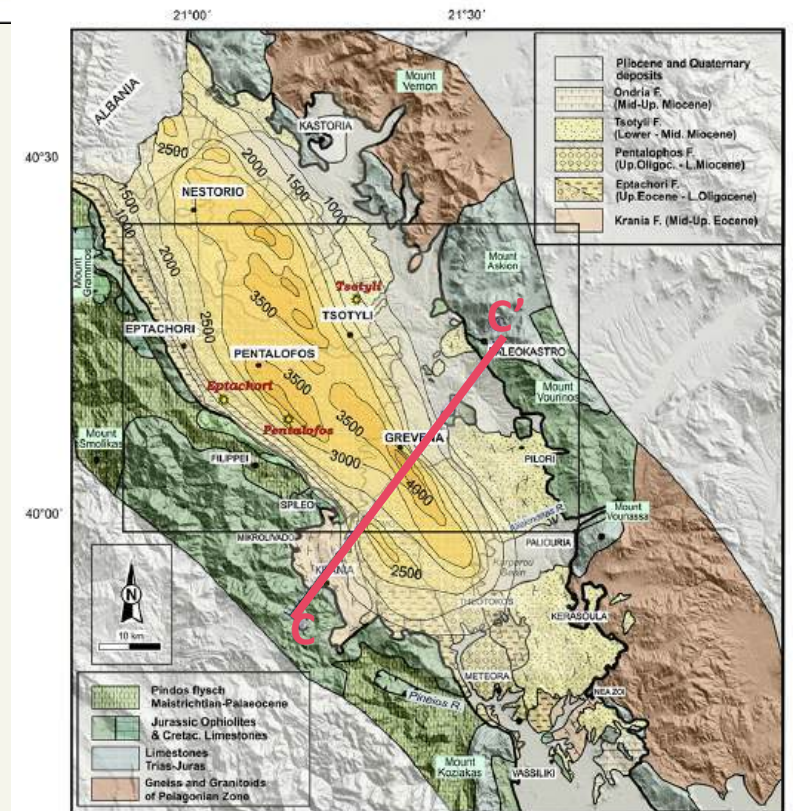 21°00´
21°30´
40°30
40°00´
ALBANIA
Mount
Vernon
KASTORIA
NESTORIO
2500
2000
1500
1000
1500
1000
2000
2500
3500
3500
3500
3000
4000
2500
Mount
Grammos
Mount
Askion
Tsotyli
TSOTYLI
EPTACHORI
PENTALOFOS
Eptachori
Pentalofos
C'
ALEOKASTRO
Mount
Vourinos
GREVENA
Mount
Smolikas
FILIPPEI
PILORI
SPILEO
MIKROLIVADO
Mount
Vounassa
PALIOURIA
KRANIA
C
THEOTOKOS
KERASOULA
METEORA
NEA ZOI
Pineios R.
Mount
Koziakas
VASSILIKI
Pliocene and Quaternary
deposits
Ondria F.
(Mid-Up. Miocene)
Tsotyli F.
(Lower - Mid. Miocene)
Pentalophos F.
(Up.Oligoc. - L.Miocene)
Eptachori F.
(Up.Eocene - L.Oligocene)
Krania F. (Mid-Up. Eocene)
N
10 km
Pindos flysch
Maistrichtian-Palaeocene
Jurassic Ophiolites
& Cretac. Limestones
Limestones
Trias-Juras
Gneiss and Granitoids
of Pelagonian Zone